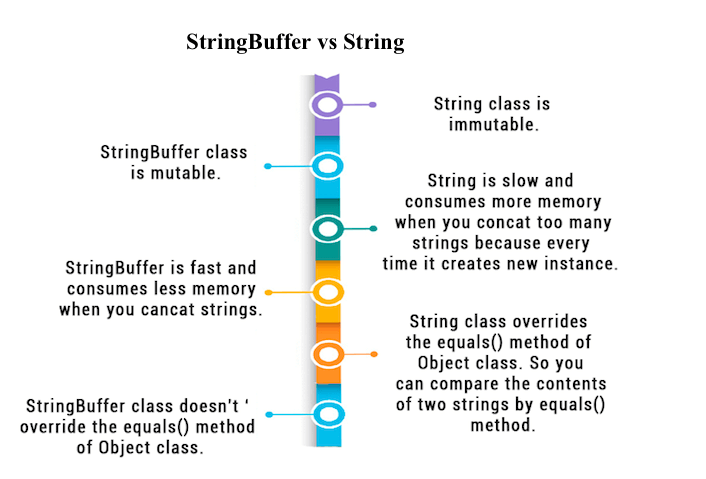 StringBuffer vs String
String class is
immutable.
StringBuffer class
is mutable.
String is slow and
consumes more memory
when you concat too many
strings because every
time it creates new instance.
StringBuffer is fast and
consumes less memory
when you cancat strings.
String class overrides
the equals() method of
Object class. So you
can compare the contents
of two strings by equals()
method.
StringBuffer class doesn't ‘
override the equals() method
of Object class.